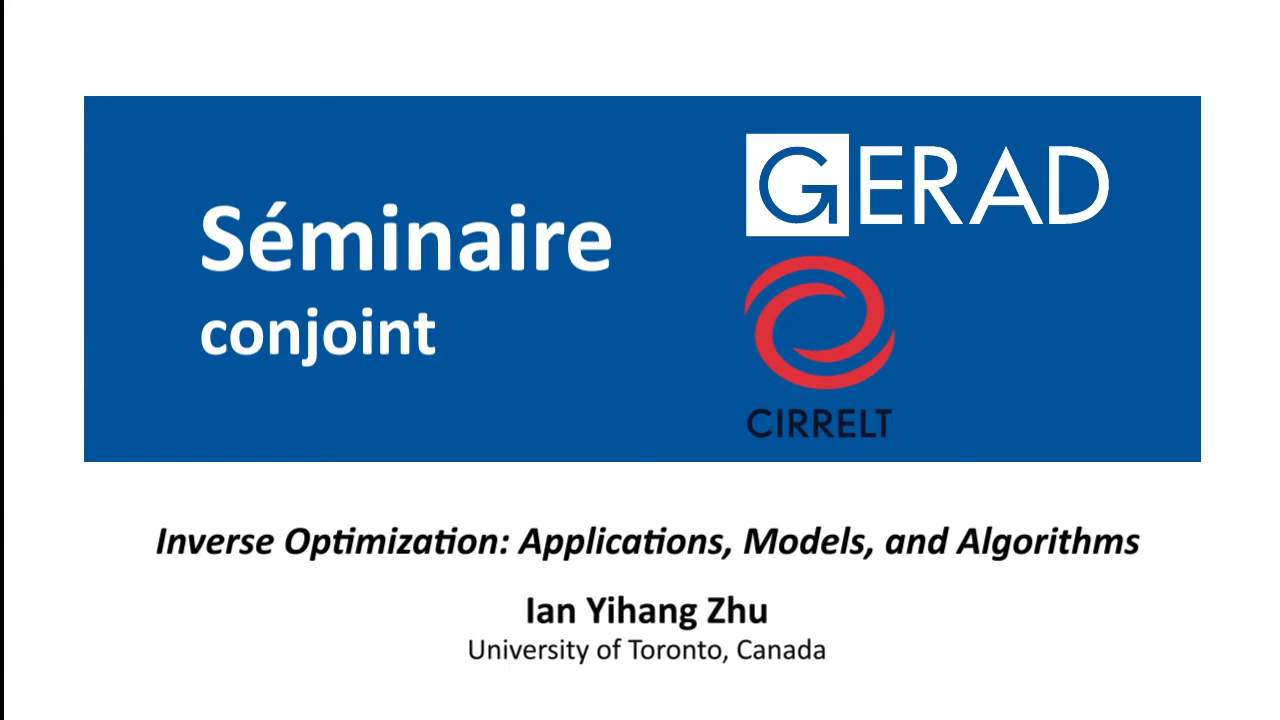 Séminaire
conjoint
GERAD
CIRRELT
Inverse Optimization: Applications, Models, and Algorithms
Ian Yihang Zhu
University of Toronto, Canada